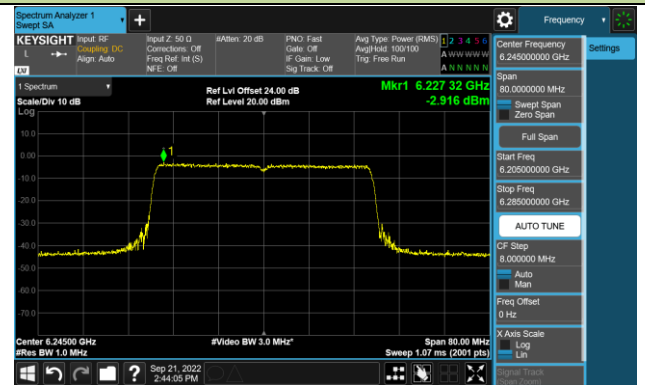 Spectrum Analyzer 1
Swept SA
Frequency
KEYSIGHT
L
LXI
Input: RF
Coupling: DC
Align: Auto
Input Z: 50 Ω
Corrections: Off
Freq Ref: Int (S)
NFE: Off
#Atten: 20 dB
PNO: Fast
Gate: Off
IF Gain: Low
Sig Track: Off
Avg Type: Power (RMS)
Avg|Hold: 100/100
Trig: Free Run
1 2 3 4 5 6
A W W W W W
A N N N N N
1 Spectrum
Scale/Div 10 dB
Log
Ref Lvl Offset 24.00 dB
Ref Level 20.00 dBm
Mkr1 6.227 32 GHz
-2.916 dBm
1
10.0
0.00
-10.0
-20.0
-30.0
-40.0
-50.0
-60.0
-70.0
Center 6.24500 GHz
#Res BW 1.0 MHz
#Video BW 3.0 MHz*
Span 80.00 MHz
Sweep 1.07 ms (2001 pts)
Center Frequency
6.245000000 GHz
Span
80.0000000 MHz
Swept Span
Zero Span
Full Span
Start Freq
6.205000000 GHz
Stop Freq
6.285000000 GHz
AUTO TUNE
CF Step
8.000000 MHz
Auto
Man
Freq Offset
0 Hz
X Axis Scale
Log
Lin
Signal Track
(Span Zoom)
Settings
?
Sep 21, 2022
2:44:05 PM